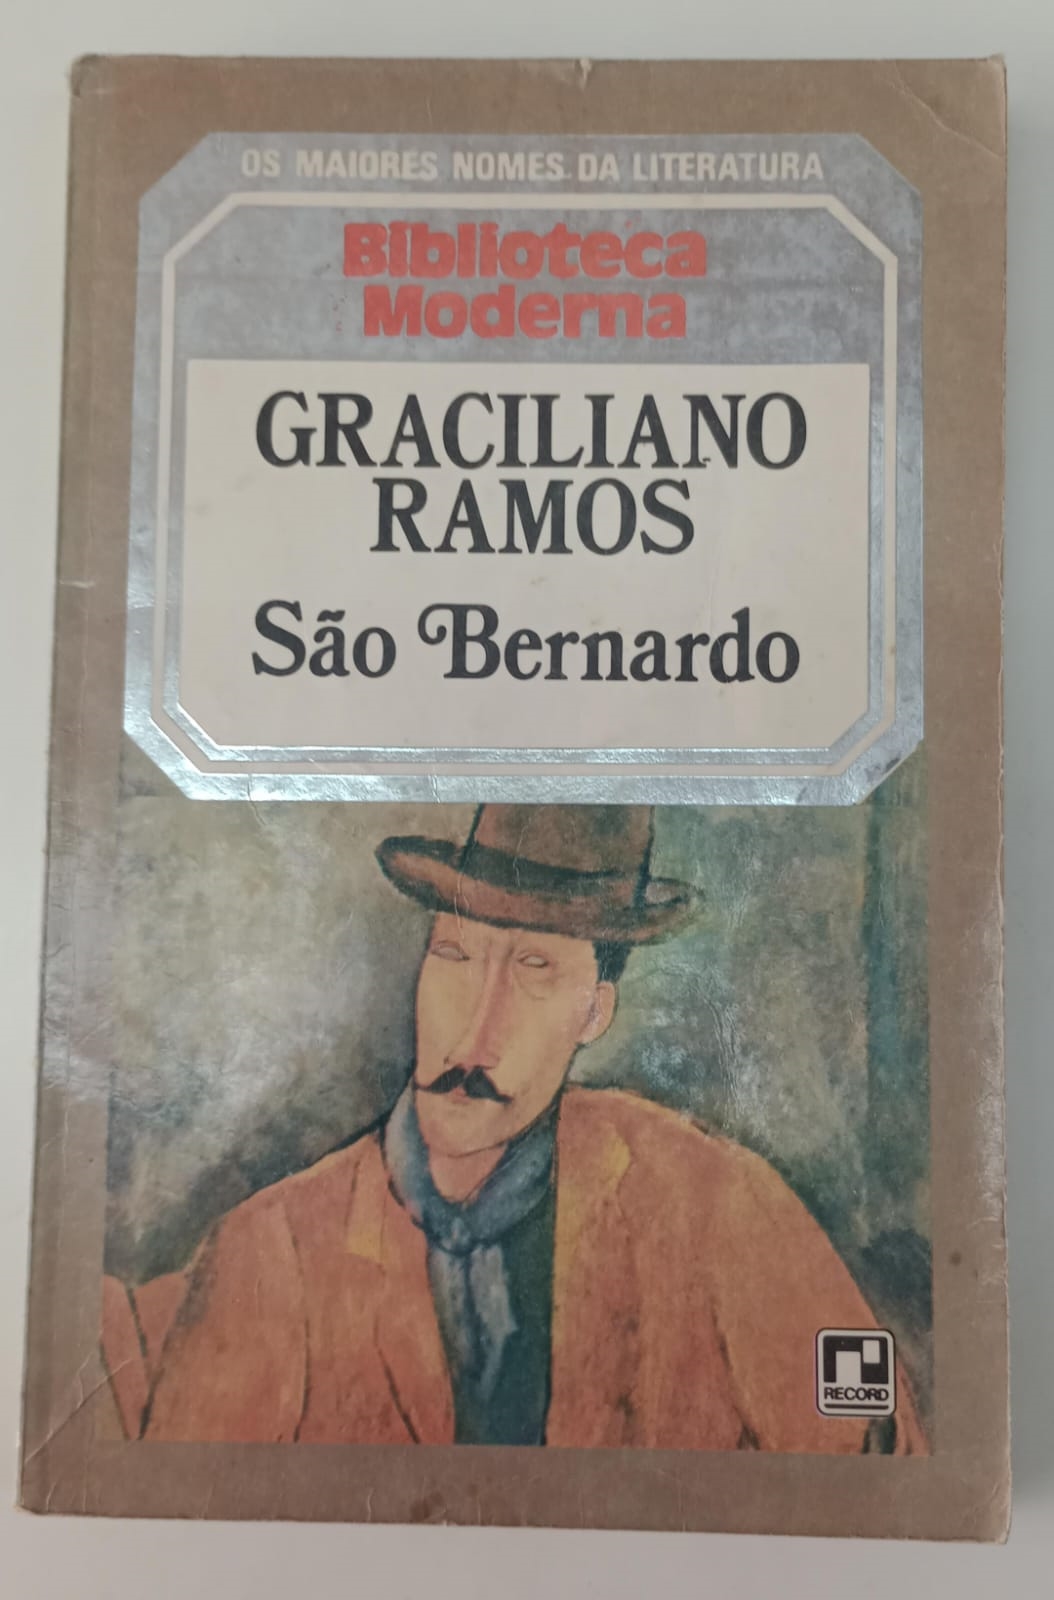 OS MAIORES NOMES DA LITERATURA
Biblioteca
Moderna
GRACILIANO
RAMOS
São Bernardo
RECORD